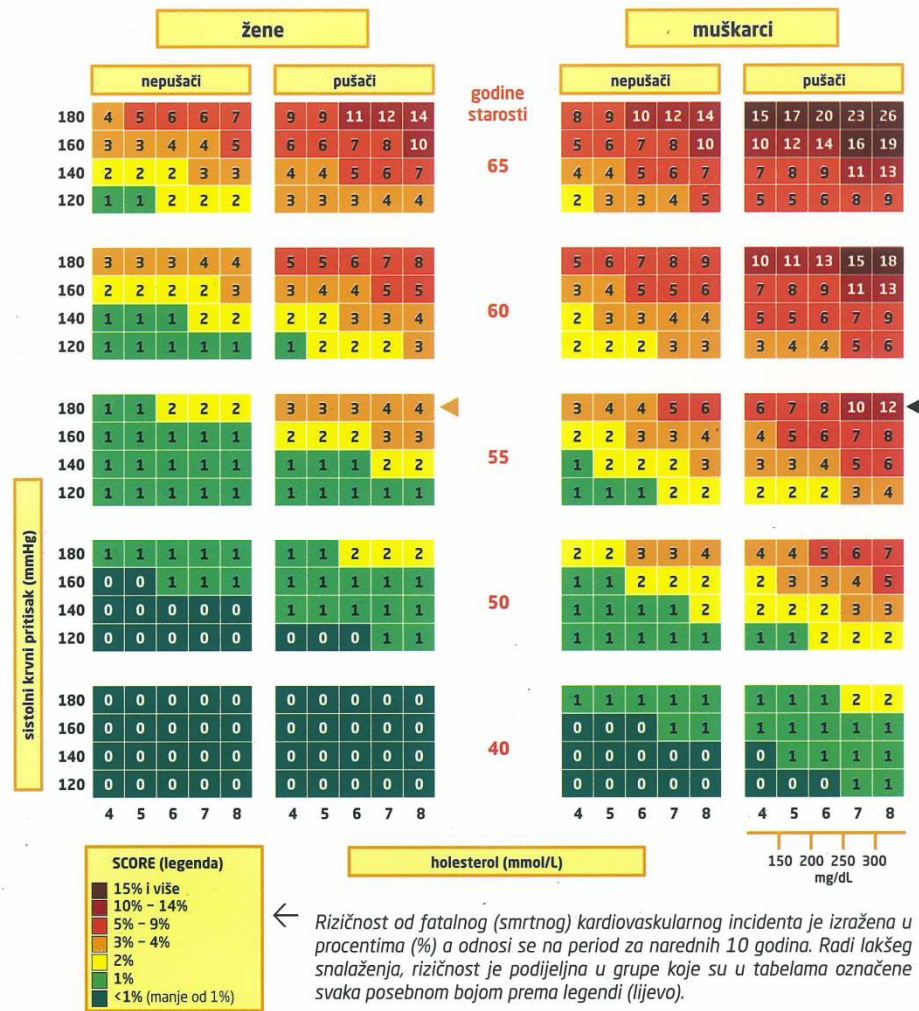 žene muškarci
nepušači pušači nepušači pušači
godine
starosti
180 4 5 6 6 7 9 9 11 12 14 8 9 10 12 14 15 17 20 23 26
160 3 3 4 4 5 6 6 7 8 10 5 6 7 8 10 10 12 14 16 19
65
140 2 2 2 3 3 4 4 5 6 7 4 4 5 6 7 7 8 9 11 13
120 1 1 2 2 2 3 3 3 4 4 2 3 3 4 5 5 5 6 8 9
180 3 3 3 4 4 5 5 6 7 8 5 6 7 8 9 10 11 13 15 18
160 2 2 2 2 3 3 4 4 5 5 3 4 5 5 6 7 8 9 11 13
60
140 1 1 1 2 2 2 2 3 3 4 2 3 3 4 4 5 5 6 7 9
120 1 1 1 1 1 1 2 2 2 3 2 2 2 3 3 3 4 4 5 6
180 1 1 2 2 2 3 3 3 4 4 3 4 4 5 6 6 7 8 10 12
160 1 1 1 1 1 2 2 2 3 3 2 2 3 3 4 4 5 6 7 8
55
140 1 1 1 1 1 1 1 1 2 2 1 2 2 2 3 3 3 4 5 6
120 1 1 1 1 1 1 1 1 1 1 1 1 1 2 2 2 2 2 3 4
180 1 1 1 1 1 1 1 2 2 2 2 2 3 3 4 4 4 5 6 7
160 0 0 1 1 1 1 1 1 1 1 1 1 2 2 2 2 3 3 4 5
50
140 0 0 0 0 0 1 1 1 1 1 1 1 1 1 2 2 2 2 3 3
120 0 0 0 0 0 0 0 0 1 1 1 1 1 1 1 1 1 2 2 2
180 0 0 0 0 0 0 0 0 0 0 1 1 1 1 1 1 1 1 2 2
160 0 0 0 0 0 0 0 0 0 0 0 0 0 1 1 1 1 1 1 1
40
140 0 0 0 0 0 0 0 0 0 0 0 0 0 0 0 0 1 1 1 1
120 0 0 0 0 0 0 0 0 0 0 0 0 0 0 0 0 0 0 1 1
4 5 6 7 8 4 5 6 7 8 4 5 6 7 8 4 5 6 7 8
sistolni krvni pritisak (mmHg)
holesterol (mmol/L)
150 200 250 300
mg/dL
SCORE (legenda)
15% i više
10% - 14%
5% - 9%
3% - 4%
2%
1%
<1% (manje od 1%)
Rizičnost od fatalnog (smrtnog) kardiovaskularnog incidenta je izražena u
procentima (%) a odnosi se na period za narednih 10 godina. Radi lakšeg
snalaženja, rizičnost je podijeljna u grupe koje su u tabelama označene
svaka posebnom bojom prema legendi (lijevo).